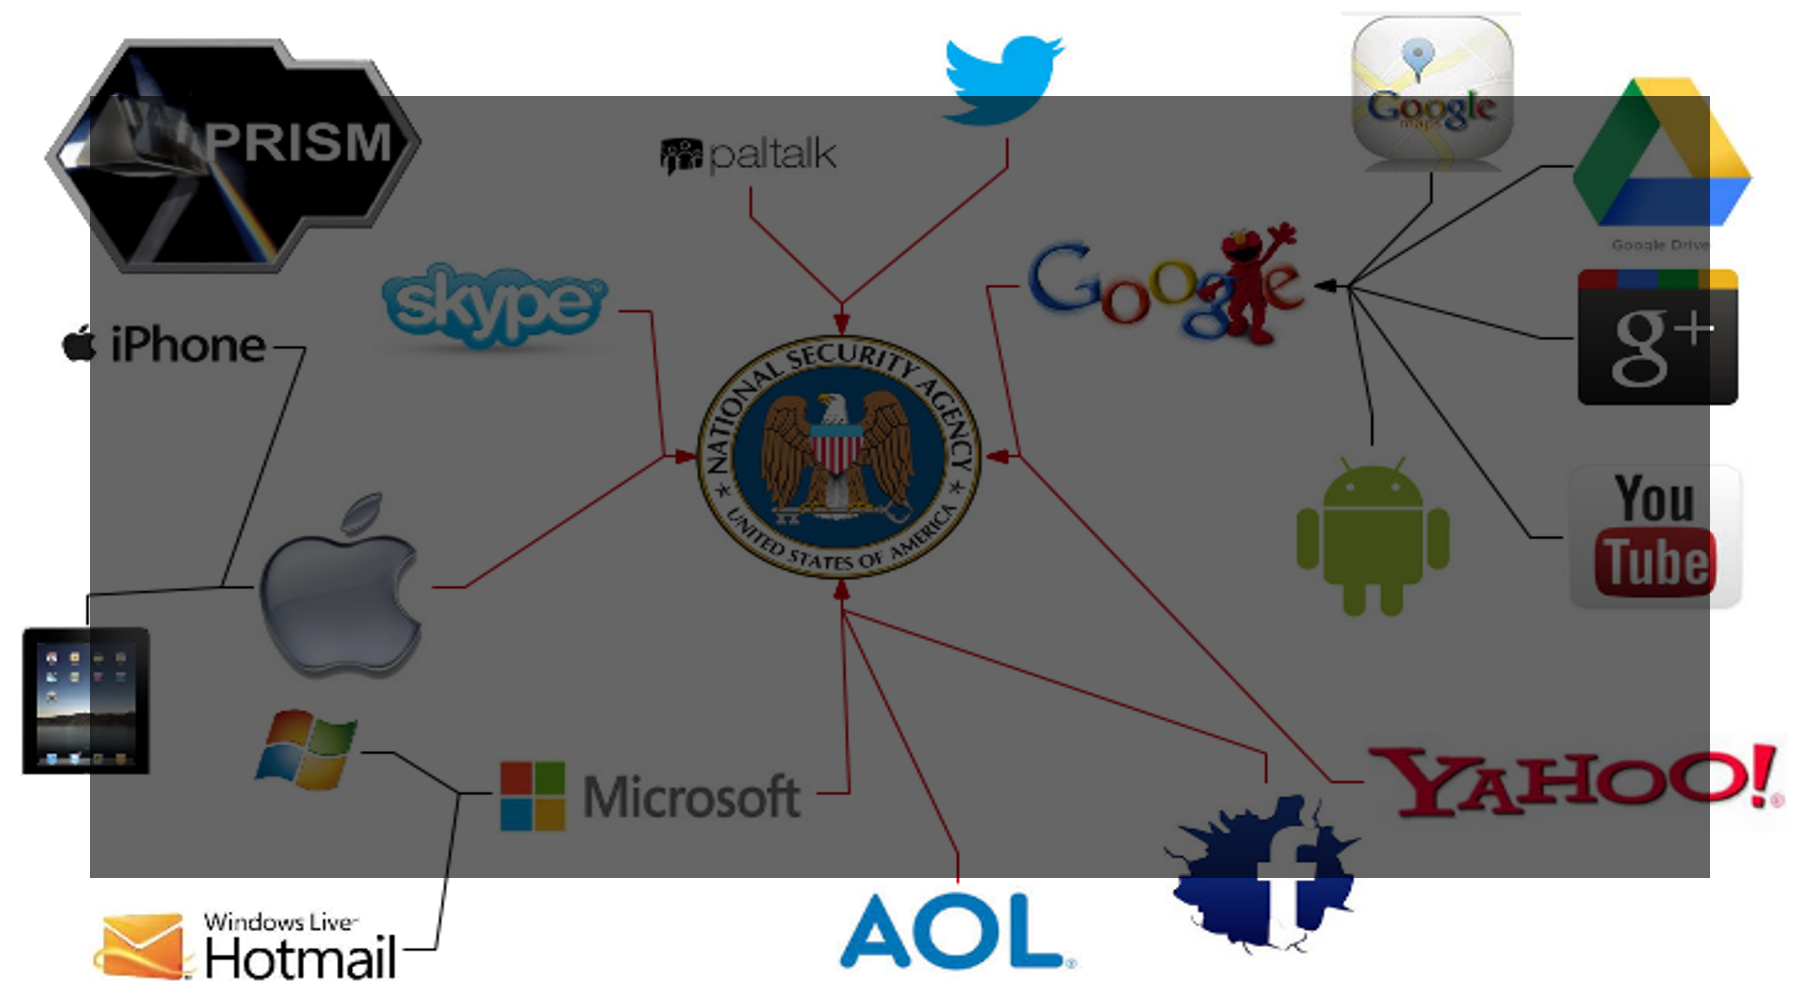 PRISM
paltalk
Google
maps
Google Drive
skype
Google
g+
iPhone
NATIONAL SECURITY AGENCY
UNITED STATES OF AMERICA
You
Tube
Microsoft
YAHOO!
f
Windows Live
Hotmail
AOL